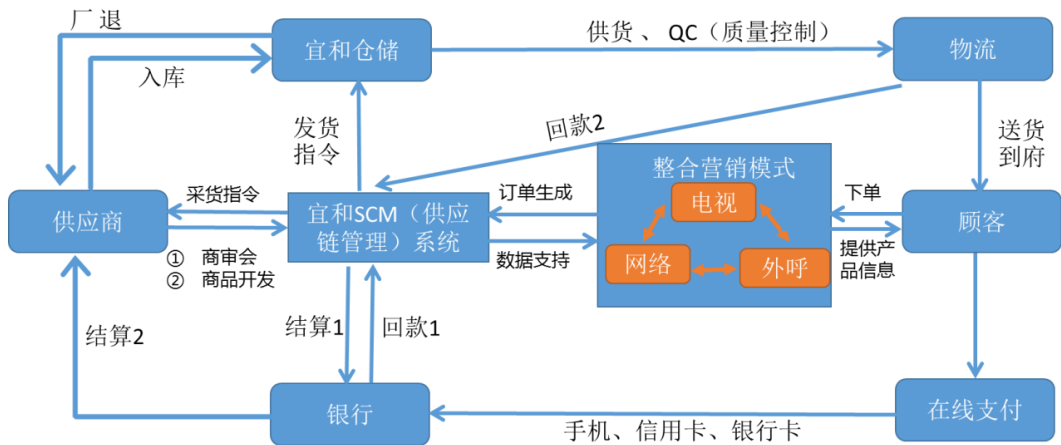 厂 退
宜和仓储
供货 、 QC（质量控制）
物流
入库
发货
指令
回款2
送货
到府
整合营销模式
电视
网络
外呼
供应商
采货指令
① 商审会
② 商品开发
宜和SCM（供应
链管理）系统
订单生成
数据支持
下单
提供产
品信息
顾客
结算2
结算1
回款1
银行
手机、信用卡、银行卡
在线支付